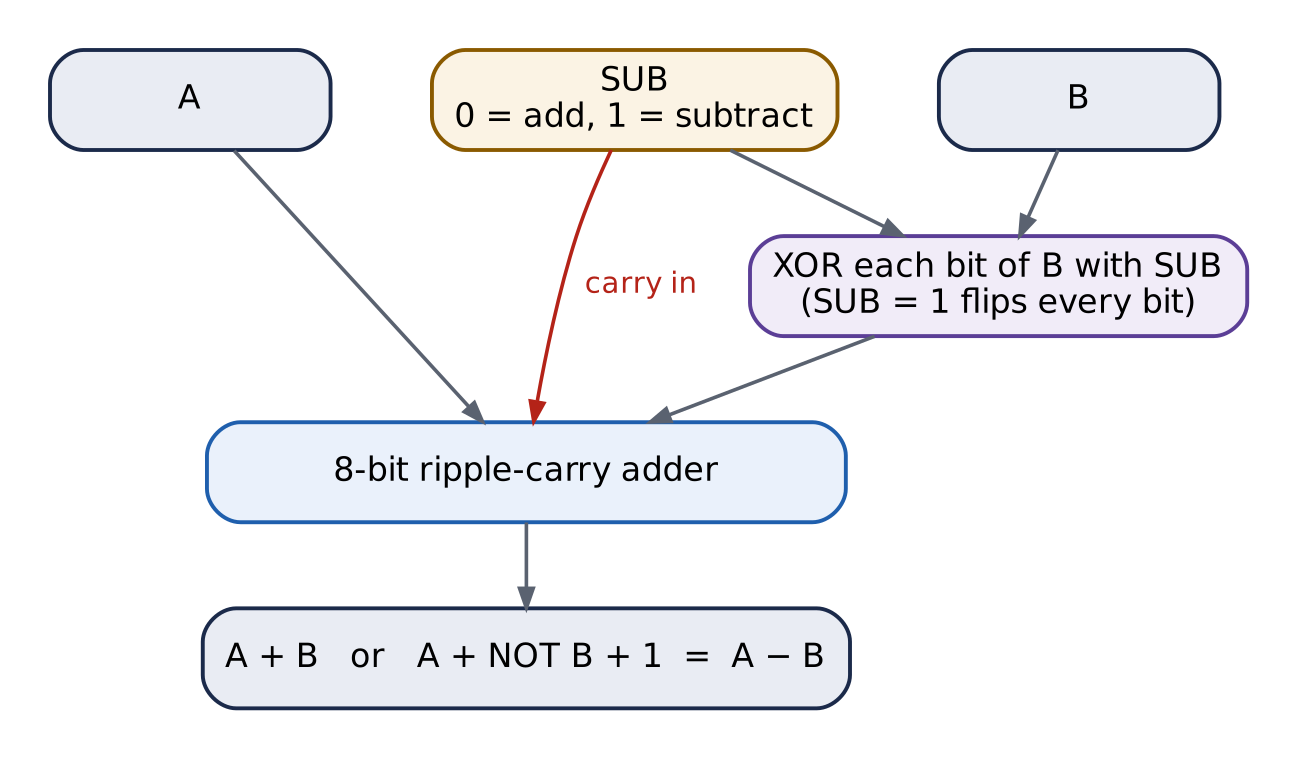 A
SUB
0 = add, 1 = subtract
B
XOR each bit of B with SUB
(SUB = 1 flips every bit)
carry in
8-bit ripple-carry adder
A + B   or   A + NOT B + 1  =  A − B